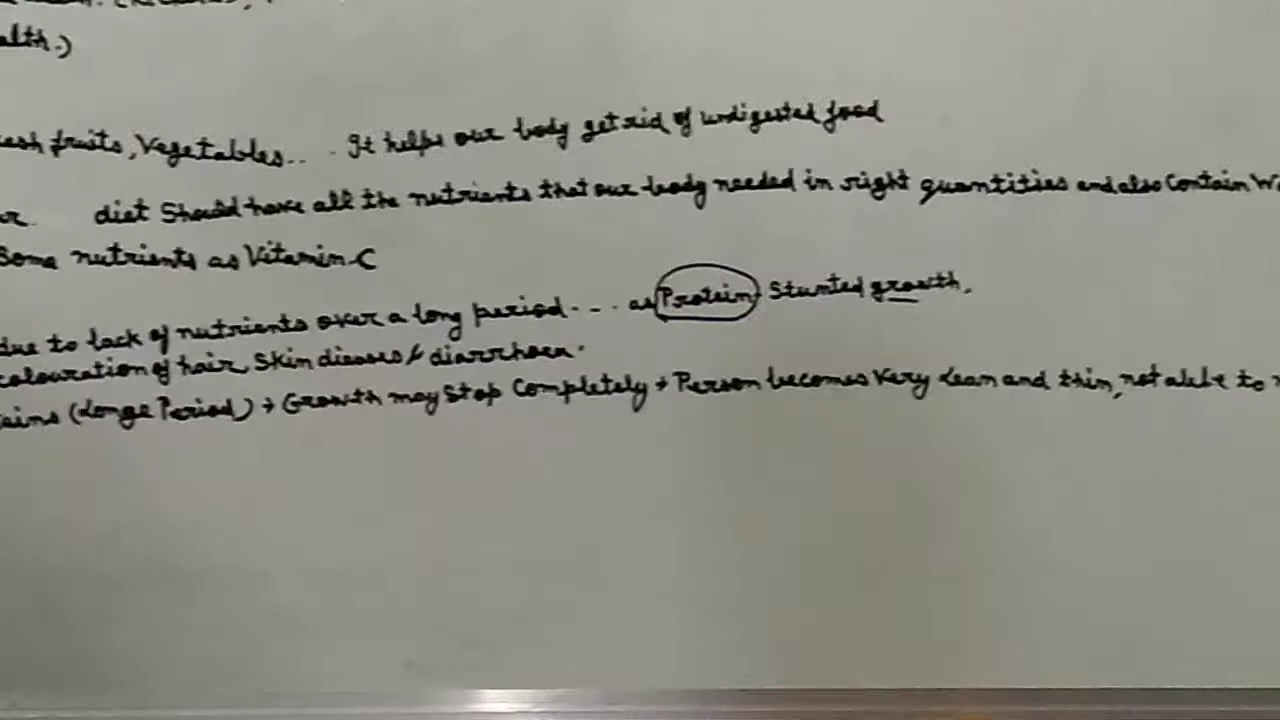 alth.)
esh fruits, Vegetables.. . It helps our body get rid of undigested food
diet Should have all the nutrients that our body needed in right quantities and also Contain
Some nutrients as Vitamin-C
due to lack of nutrients over a long period. - . as Protein Stunted growth.
colouration of hair, Skin dieases diarrhoea.
eins (Longe Period) → Growth may Stop Completely → Person becomes Very lean and thin, not able to